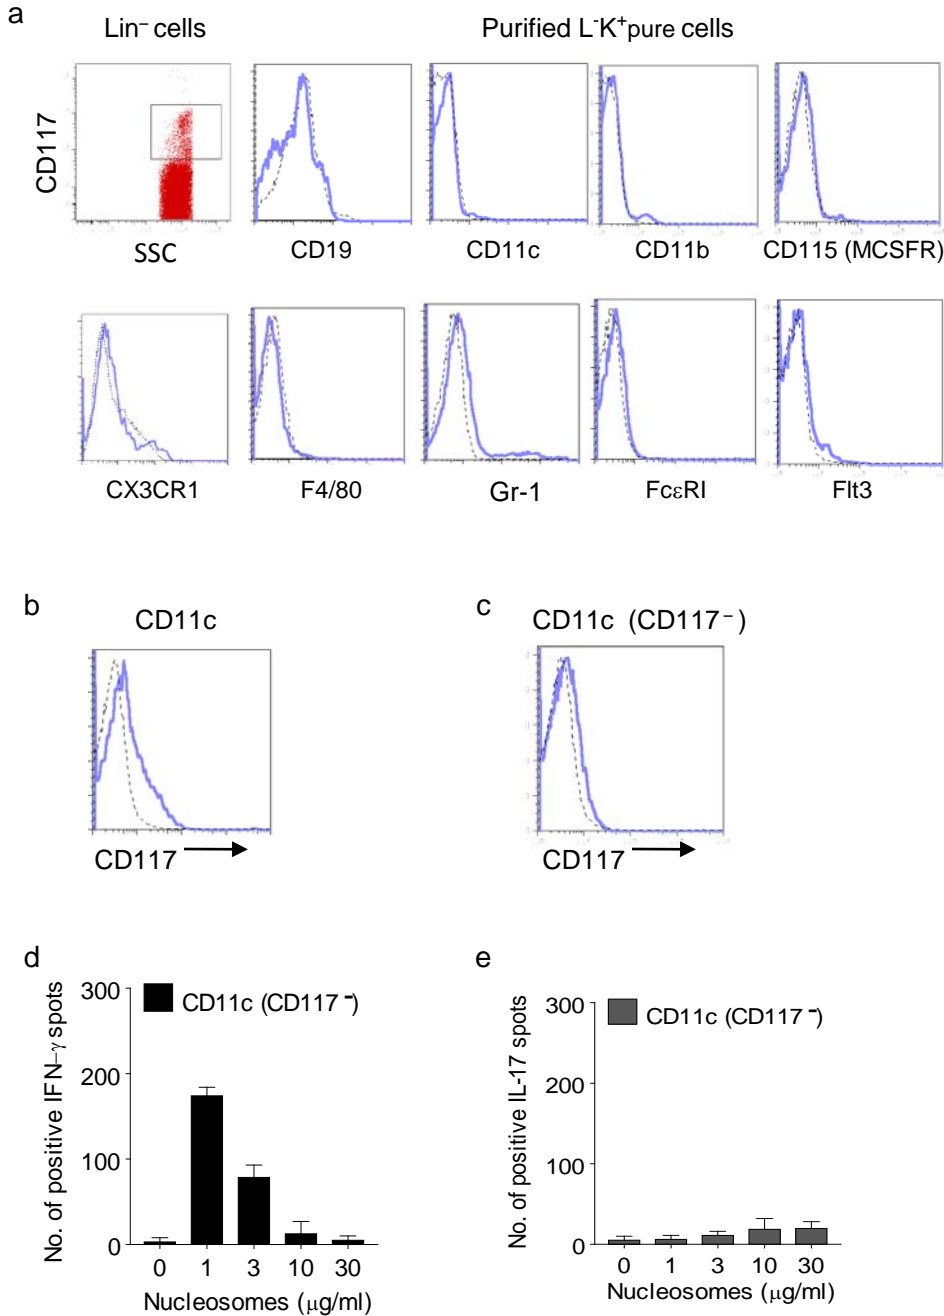 a
Lin⁻ cells
Purified L⁻K⁺pure cells
CD117
SSC
CD19
CD11c
CD11b
CD115 (MCSFR)
CX3CR1
F4/80
Gr-1
FcεRI
Flt3
b
CD11c
CD117
c
CD11c (CD117⁻)
CD117
d
No. of positive IFN–γ spots
300
200
100
0
CD11c (CD117⁻)
0 1 3 10 30
Nucleosomes (μg/ml)
e
No. of positive IL-17 spots
300
200
100
0
CD11c (CD117⁻)
0 1 3 10 30
Nucleosomes (μg/ml)